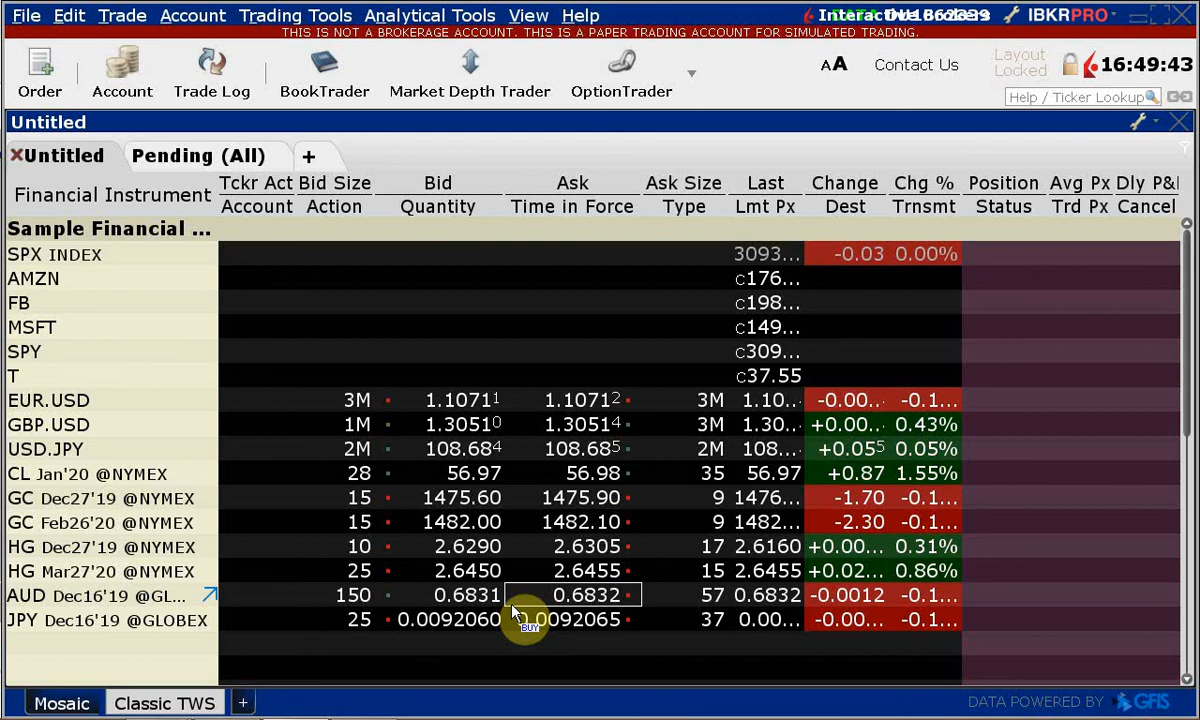 File Edit Trade Account Trading Tools Analytical Tools View Help Interactive Brokers IBKRPRO
THIS IS NOT A BROKERAGE ACCOUNT. THIS IS A PAPER TRADING ACCOUNT FOR SIMULATED TRADING.
Order Account Trade Log BookTrader Market Depth Trader OptionTrader AA Contact Us Layout Locked 16:49:43
Help / Ticker Lookup
Untitled
Untitled Pending (All) +
Financial Instrument
Tckr Act Bid Size Bid Ask Ask Size Last Change Chg % Position Avg Px Dly P&
Account Action Quantity Time in Force Type Lmt Px Dest Trnsmt Status Trd Px Cancel
Sample Financial ...
SPX INDEX 3093... -0.03 0.00%
AMZN C176...
FB C198...
MSFT C149...
SPY C309...
T C37.55
EUR.USD 3M 1.10711 1.10712 3M 1.10... -0.00... -0.1...
GBP.USD 1M 1.30510 1.30514 1M 1.30... +0.00... 0.43%
USD.JPY 2M 108.684 108.685 2M 108... +0.055 0.05%
CL Jan'20 @NYMEX 28 56.97 56.98 35 56.97 +0.87 1.55%
GC Dec27'19 @NYMEX 15 1475.60 1475.90 9 1476... -1.70 -0.1...
GC Feb26'20 @NYMEX 15 1482.00 1482.10 9 1482... -2.30 -0.1...
HG Dec27'19 @NYMEX 10 2.6290 2.6305 17 2.6160 +0.00... 0.31%
HG Mar27'20 @NYMEX 25 2.6450 2.6455 15 2.6455 +0.02... 0.86%
AUD Dec16'19 @GL... 150 0.6831 0.6832 57 0.6832 -0.0012 -0.1...
JPY Dec16'19 @GLOBEX 25 0.0092060 0.0092065 37 0.00... -0.00... -0.1...
BUY
Mosaic Classic TWS + DATA POWERED BY GFIS